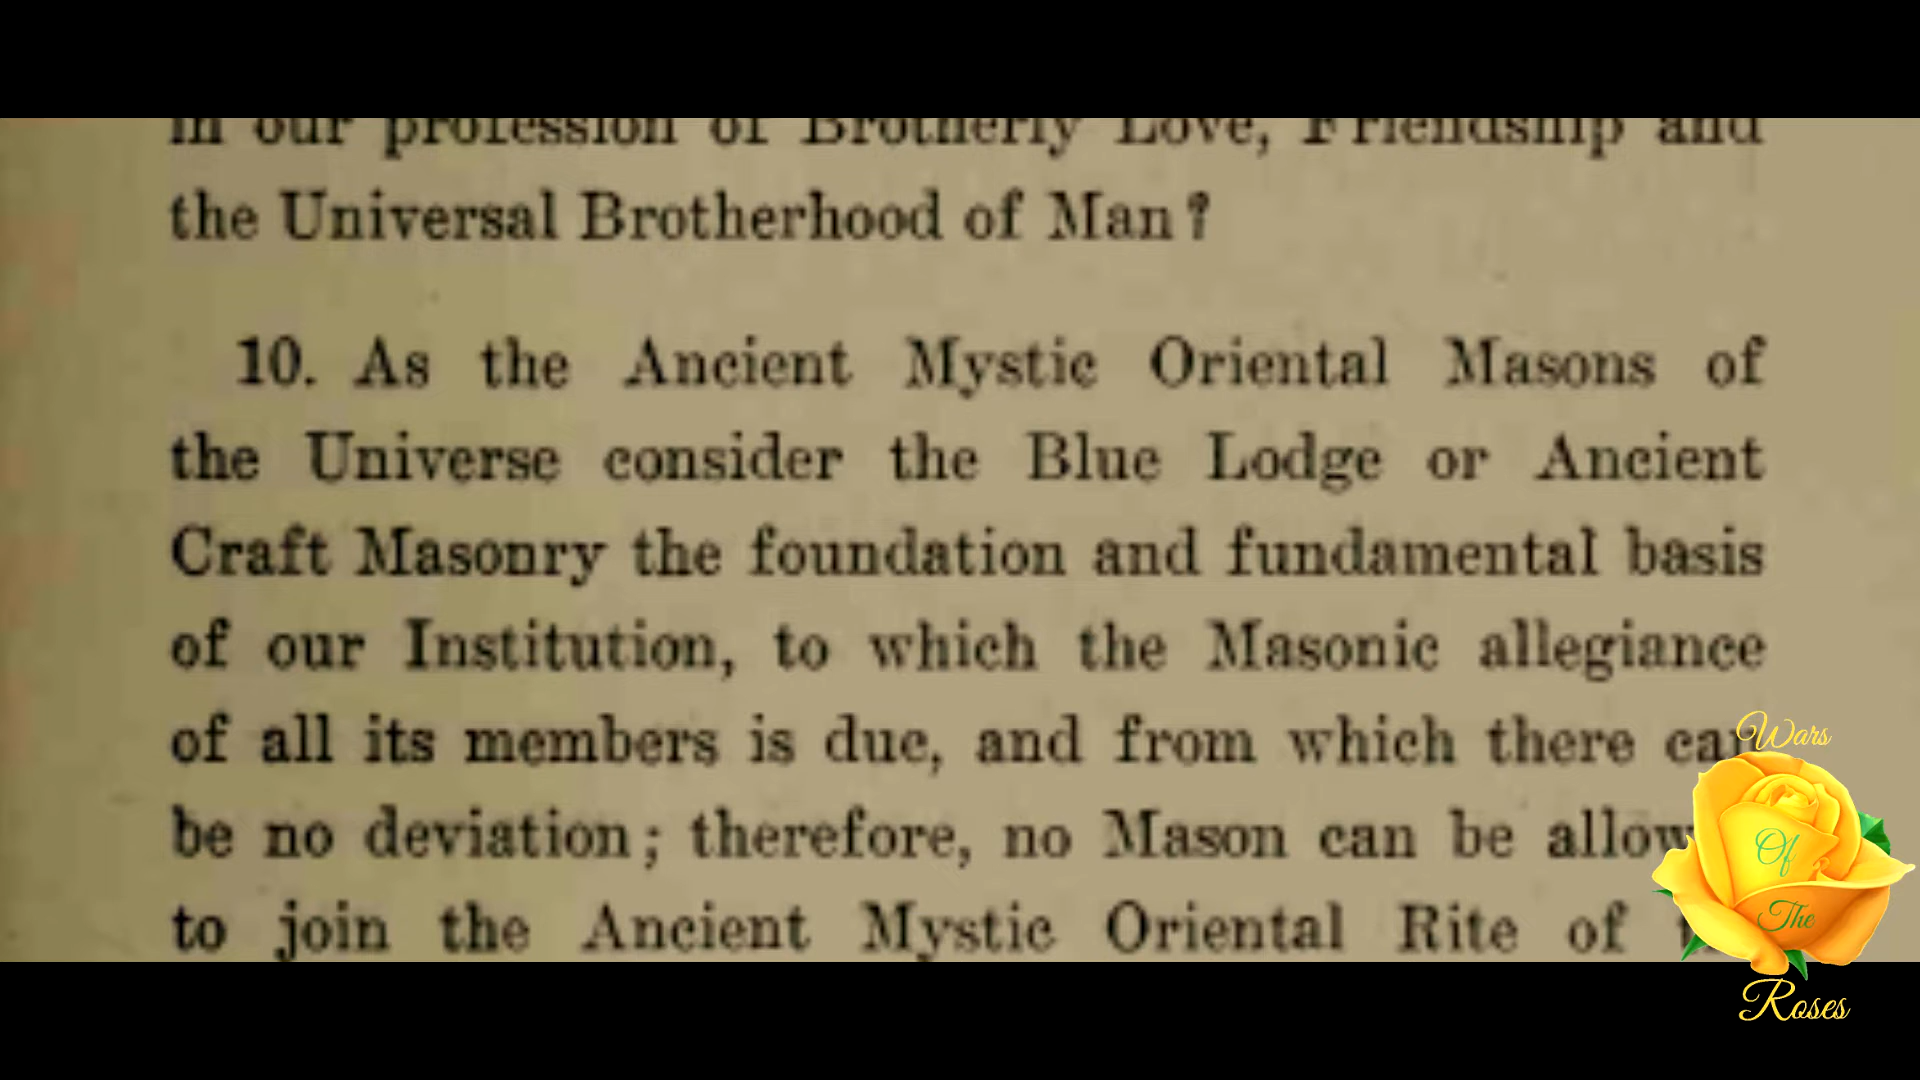 in our profession of Brotherly Love, Friendship and
the Universal Brotherhood of Man?
10. As the Ancient Mystic Oriental Masons of
the Universe consider the Blue Lodge or Ancient
Craft Masonry the foundation and fundamental basis
of our Institution, to which the Masonic allegiance
of all its members is due, and from which there can
be no deviation; therefore, no Mason can be
to join the Ancient Mystic Oriental Rite of
Wars
Of
The
Roses